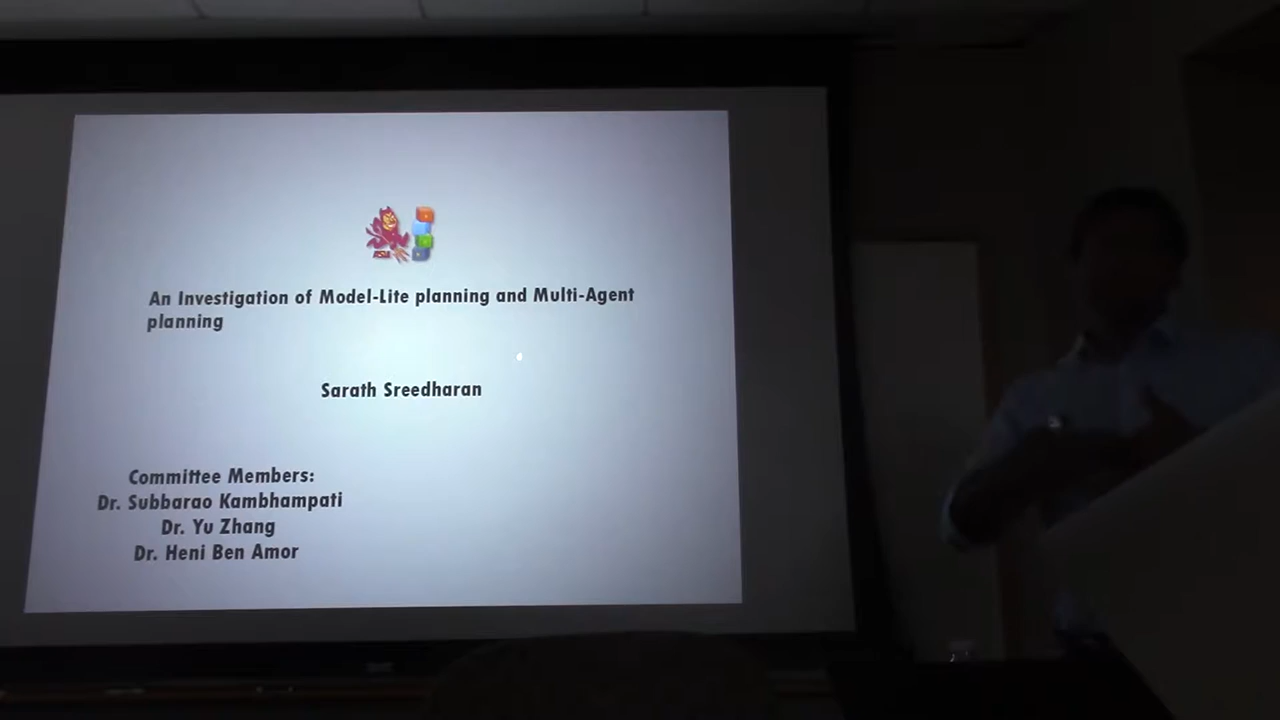 An Investigation of Model-Lite planning and Multi-Agent
planning
Sarath Sreedharan
Committee Members:
Dr. Subbarao Kambhampati
Dr. Yu Zhang
Dr. Heni Ben Amor